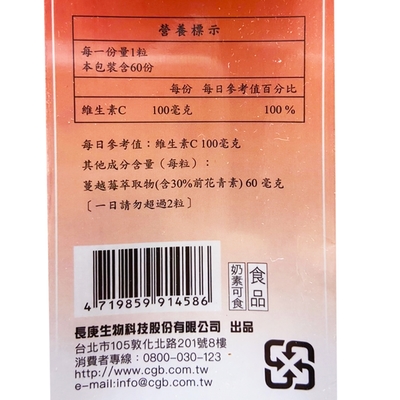 營養標示
每一份量1粒
本包裝含60份
每份 每日參考值百分比
維生素C 100毫克 100 %
每日參考值：維生素C 100毫克
其他成分含量（每粒）：
蔓越莓萃取物(含30%前花青素) 60 毫克
〔一日請勿超過2粒〕
4 719859 914586
奶素可食
食品
長庚生物科技股份有限公司 出品
台北市105敦化北路201號8樓
消費者專線：0800-030-123
http://www.cgb.com.tw
e-mail:info@cgb.com.tw